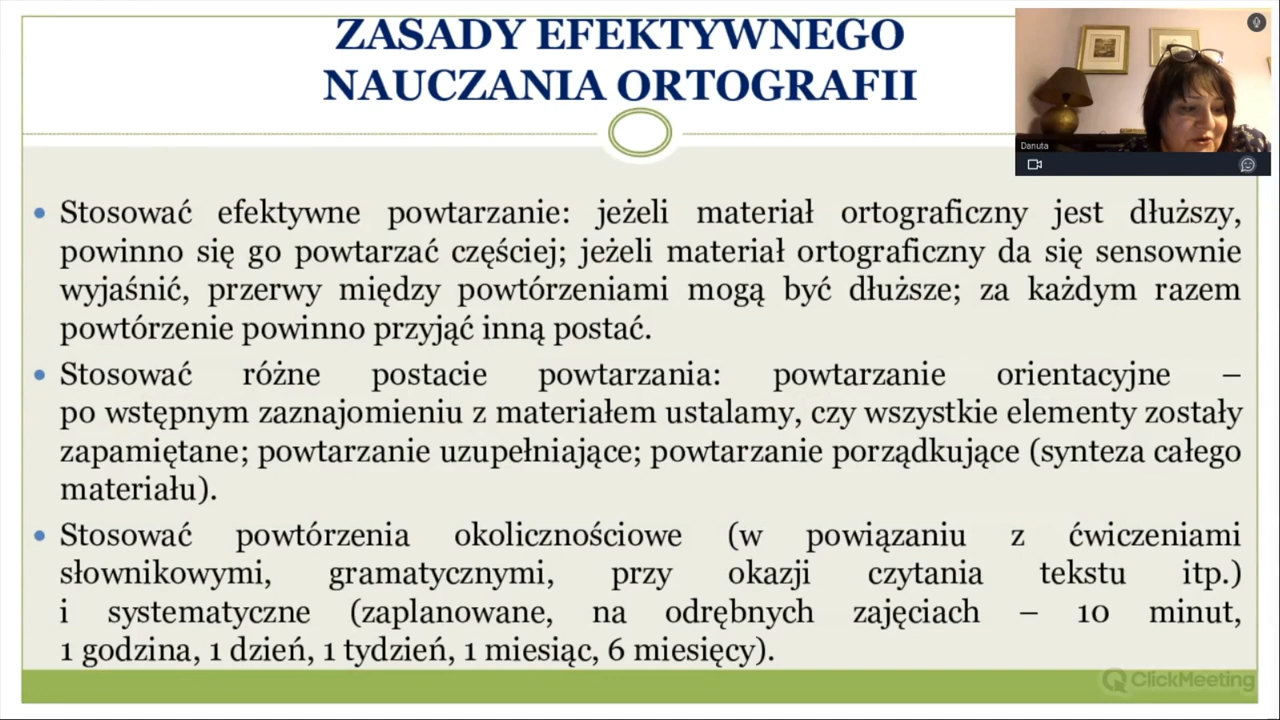 ZASADY EFEKTYWNEGO
NAUCZANIA ORTOGRAFII
Danuta
Stosować efektywne powtarzanie: jeżeli materiał ortograficzny jest dłuższy,
powinno się go powtarzać częściej; jeżeli materiał ortograficzny da się sensownie
wyjaśnić, przerwy między powtórzeniami mogą być dłuższe; za każdym razem
powtórzenie powinno przyjąć inną postać.
Stosować różne postacie powtarzania: powtarzanie orientacyjne –
po wstępnym zaznajomieniu z materiałem ustalamy, czy wszystkie elementy zostały
zapamiętane; powtarzanie uzupełniające; powtarzanie porządkujące (synteza całego
materiału).
Stosować powtórzenia okolicznościowe (w powiązaniu z ćwiczeniami
słownikowymi, gramatycznymi, przy okazji czytania tekstu itp.)
i systematyczne (zaplanowane, na odrębnych zajęciach – 10 minut,
1 godzina, 1 dzień, 1 tydzień, 1 miesiąc, 6 miesięcy).
ClickMeeting